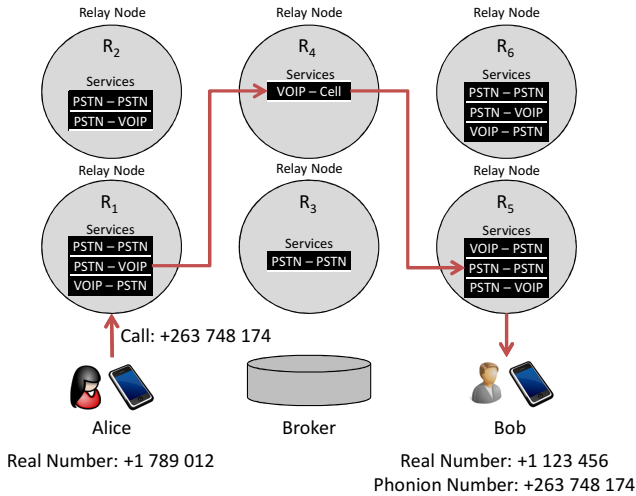 Relay Node
R2
Services
PSTN – PSTN
PSTN – VOIP
Relay Node
R4
Services
VOIP – Cell
Relay Node
R6
Services
PSTN – PSTN
PSTN – VOIP
VOIP – PSTN
Relay Node
R1
Services
PSTN – PSTN
PSTN – VOIP
VOIP – PSTN
Relay Node
R3
Services
PSTN – PSTN
Relay Node
R5
Services
VOIP – PSTN
PSTN – PSTN
PSTN – VOIP
Call: +263 748 174
Alice
Broker
Bob
Real Number: +1 789 012
Real Number: +1 123 456
Phonion Number: +263 748 174